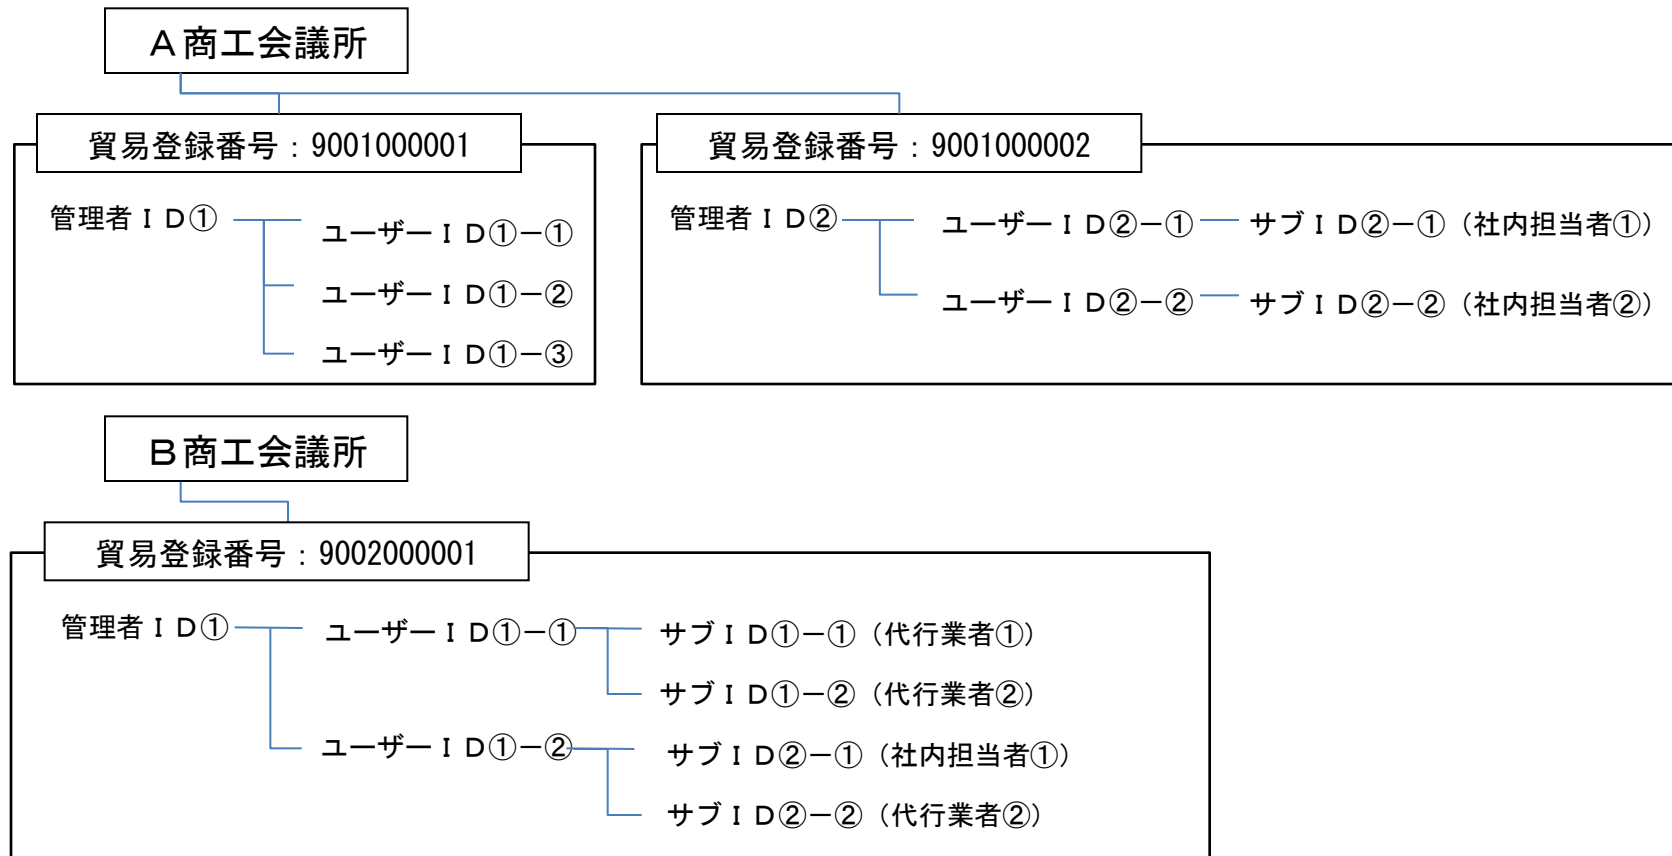 A商工会議所
貿易登録番号：9001000001
管理者ＩＤ①
ユーザーＩＤ①－①
ユーザーＩＤ①－②
ユーザーＩＤ①－③
貿易登録番号：9001000002
管理者ＩＤ②
ユーザーＩＤ②－① サブＩＤ②－①（社内担当者①）
ユーザーＩＤ②－② サブＩＤ②－②（社内担当者②）
B商工会議所
貿易登録番号：9002000001
管理者ＩＤ①
ユーザーＩＤ①－① サブＩＤ①－①（代行業者①）
サブＩＤ①－②（代行業者②）
ユーザーＩＤ①－② サブＩＤ②－①（社内担当者①）
サブＩＤ②－②（代行業者②）